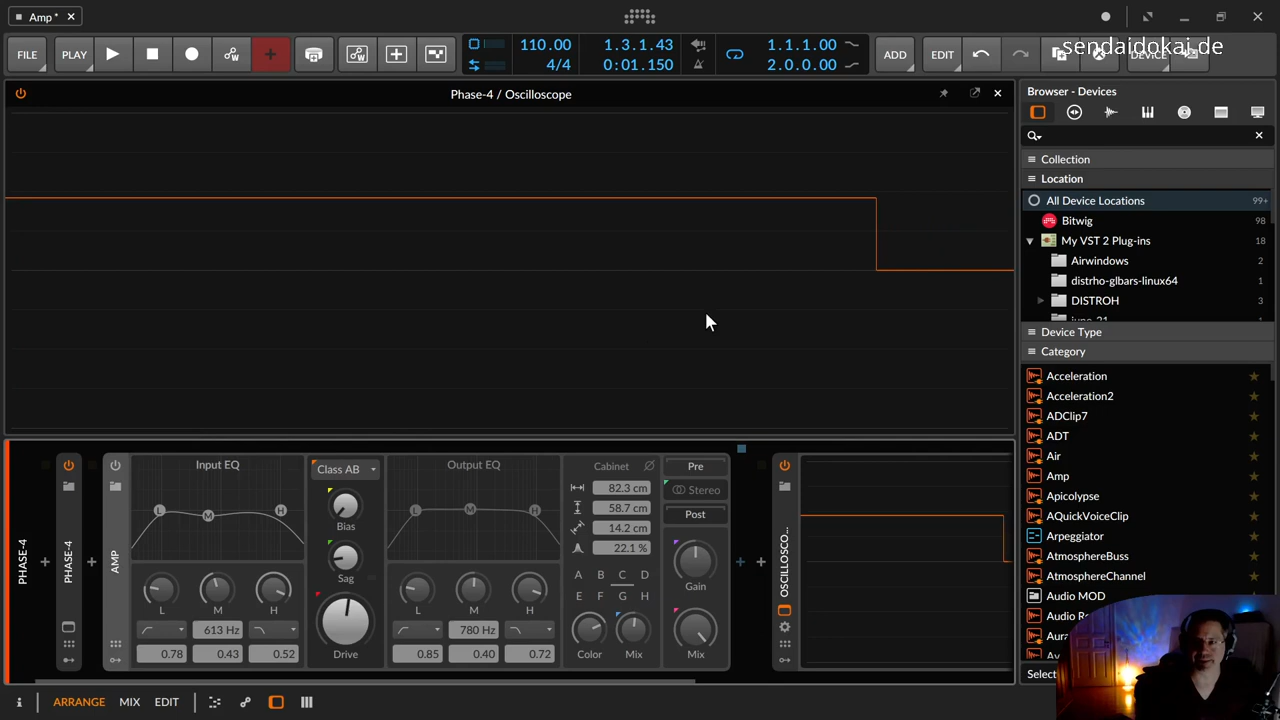 Amp *
sendaidokaj.de
FILE
PLAY
110.00
4/4
1.3.1.43
0:01.150
1.1.1.00
2.0.0.00
ADD
EDIT
DEVICE
Phase-4 / Oscilloscope
Browser - Devices
Collection
Location
All Device Locations 99+
Bitwig 98
My VST 2 Plug-ins 18
Airwindows 2
distrho-glbars-linux64 1
DISTROH 3
Device Type
Category
Acceleration
Acceleration2
ADClip7
ADT
Air
Amp
Apicolypse
AQuickVoiceClip
Arpeggiator
AtmosphereBuss
AtmosphereChannel
Audio MOD
PHASE-4
PHASE-4
AMP
Input EQ
L M H
L M H
613 Hz
0.78 0.43 0.52
Class AB
Bias
Sag
Drive
Output EQ
L M H
L M H
780 Hz
0.85 0.40 0.72
Cabinet
82.3 cm
58.7 cm
14.2 cm
22.1 %
A B C D
E F G H
Color Mix
Pre
Stereo
Post
Gain
Mix
OSCILLOSCO...
i
ARRANGE MIX EDIT